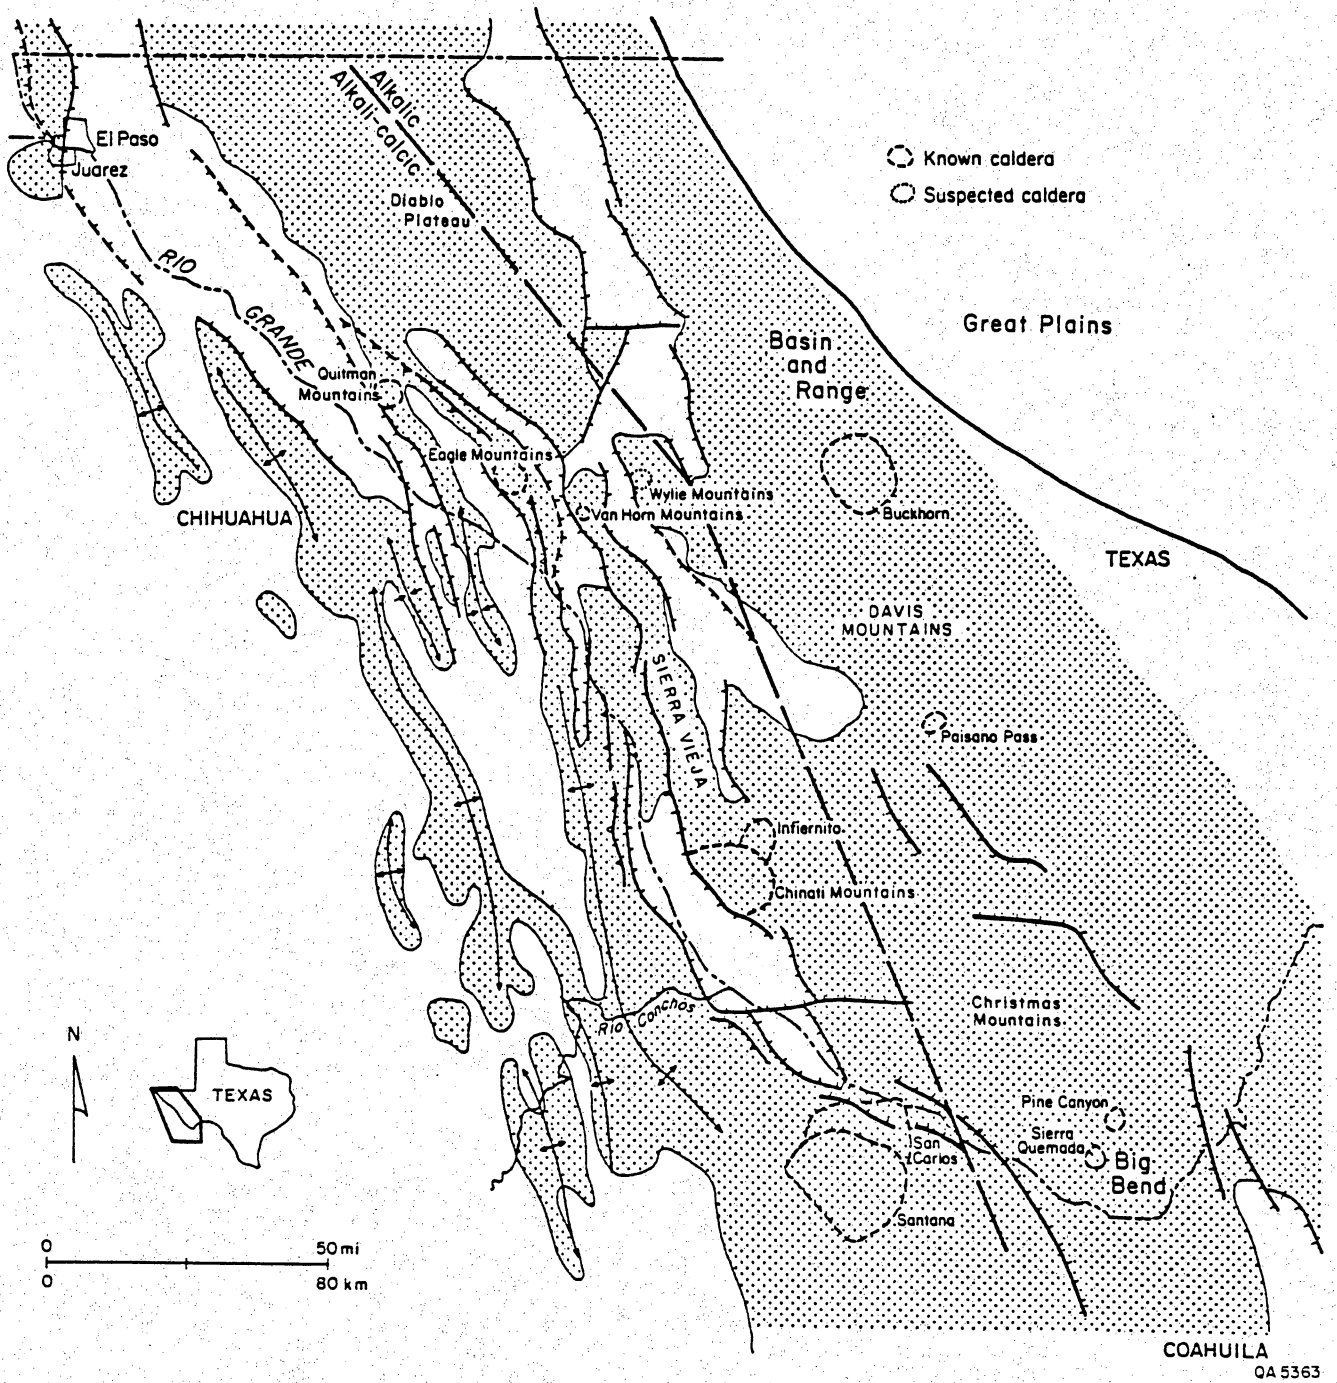 Alkalic
Alkali-calcic
El Paso
Juarez
Known caldera
Suspected caldera
Diablo
Plateau
RIO
GRANDE
Great Plains
Basin
and
Range
Quitman
Mountains
Eagle Mountains
Wylie Mountains
Van Horn Mountains
Buckhorn
CHIHUAHUA
TEXAS
DAVIS
MOUNTAINS
SIERRA VIEJA
Paisano Pass
Infiernito
Chinati Mountains
Christmas
Mountains
Rio Conchos
N
TEXAS
Pine Canyon
Sierra
Quemada
Big
Bend
San
Carlos
Santana
0 50 mi
0 80 km
COAHUILA
QA 5363